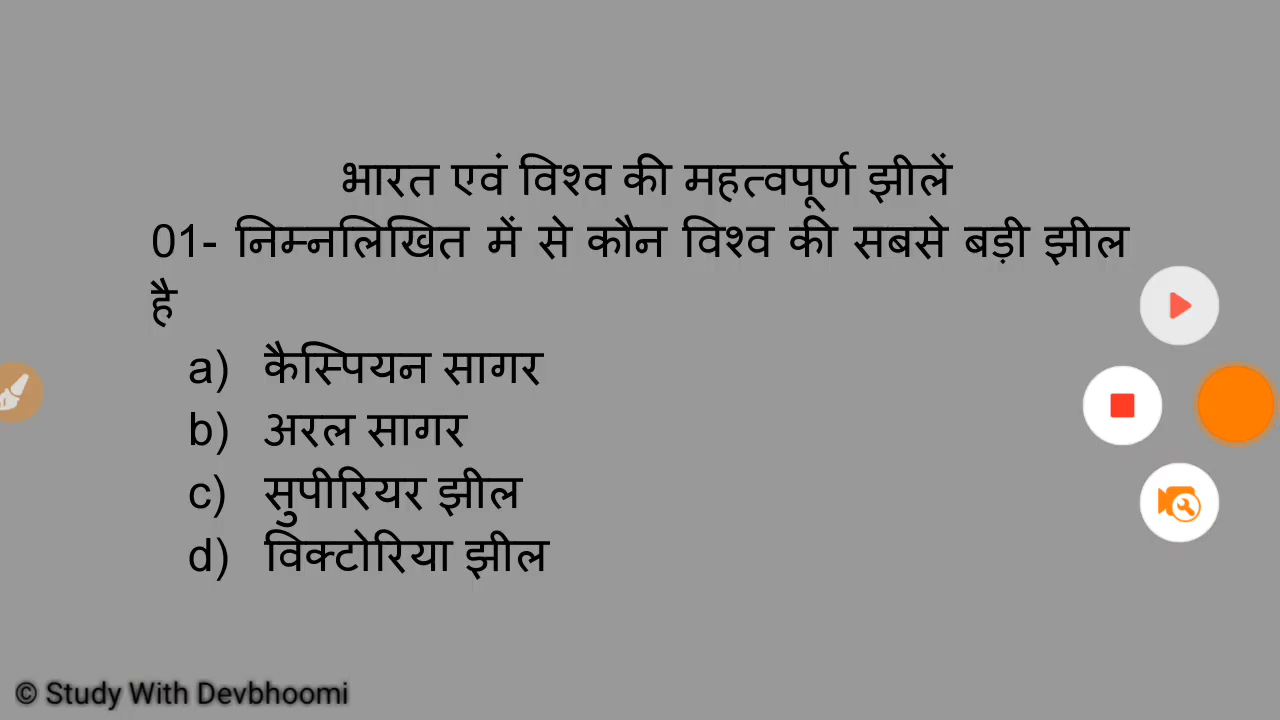 भारत एवं विश्व की महत्वपूर्ण झीलें
01- निम्नलिखित में से कौन विश्व की सबसे बड़ी झील
है
a) कैस्पियन सागर
b) अरल सागर
c) सुपीरियर झील
d) विक्टोरिया झील
© Study With Devbhoomi